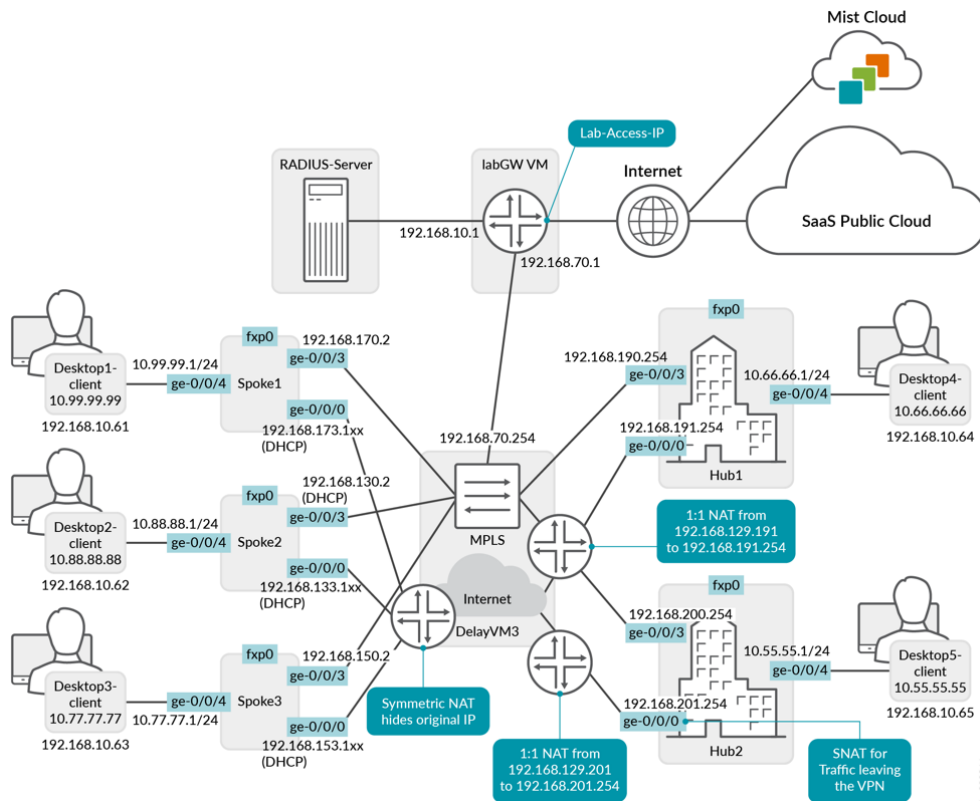 Mist Cloud
Lab-Access-IP
RADIUS-Server
labGW VM
Internet
SaaS Public Cloud
192.168.10.1
192.168.70.1
fxp0
192.168.170.2
Desktop1-
client
10.99.99.99
10.99.99.1/24
ge-0/0/4
Spoke1
ge-0/0/3
ge-0/0/0
192.168.10.61
192.168.173.1xx
(DHCP)
fxp0
192.168.190.254
ge-0/0/3
10.66.66.1/24
ge-0/0/4
Desktop4-
client
10.66.66.66
192.168.10.64
192.168.191.254
ge-0/0/0
Hub1
192.168.70.254
MPLS
192.168.130.2
(DHCP)
fxp0
Desktop2-
client
10.88.88.88
10.88.88.1/24
ge-0/0/4
Spoke2
ge-0/0/3
ge-0/0/0
192.168.10.62
192.168.133.1xx
(DHCP)
1:1 NAT from
192.168.129.191
to 192.168.191.254
Internet
DelayVM3
fxp0
192.168.200.254
ge-0/0/3
10.55.55.1/24
ge-0/0/4
Desktop5-
client
10.55.55.55
192.168.10.65
fxp0
192.168.150.2
Desktop3-
client
10.77.77.77
ge-0/0/4
10.77.77.1/24
Spoke3
ge-0/0/3
ge-0/0/0
192.168.10.63
192.168.153.1xx
(DHCP)
Symmetric NAT
hides original IP
192.168.201.254
ge-0/0/0
Hub2
1:1 NAT from
192.168.129.201
to 192.168.201.254
SNAT for
Traffic leaving
the VPN